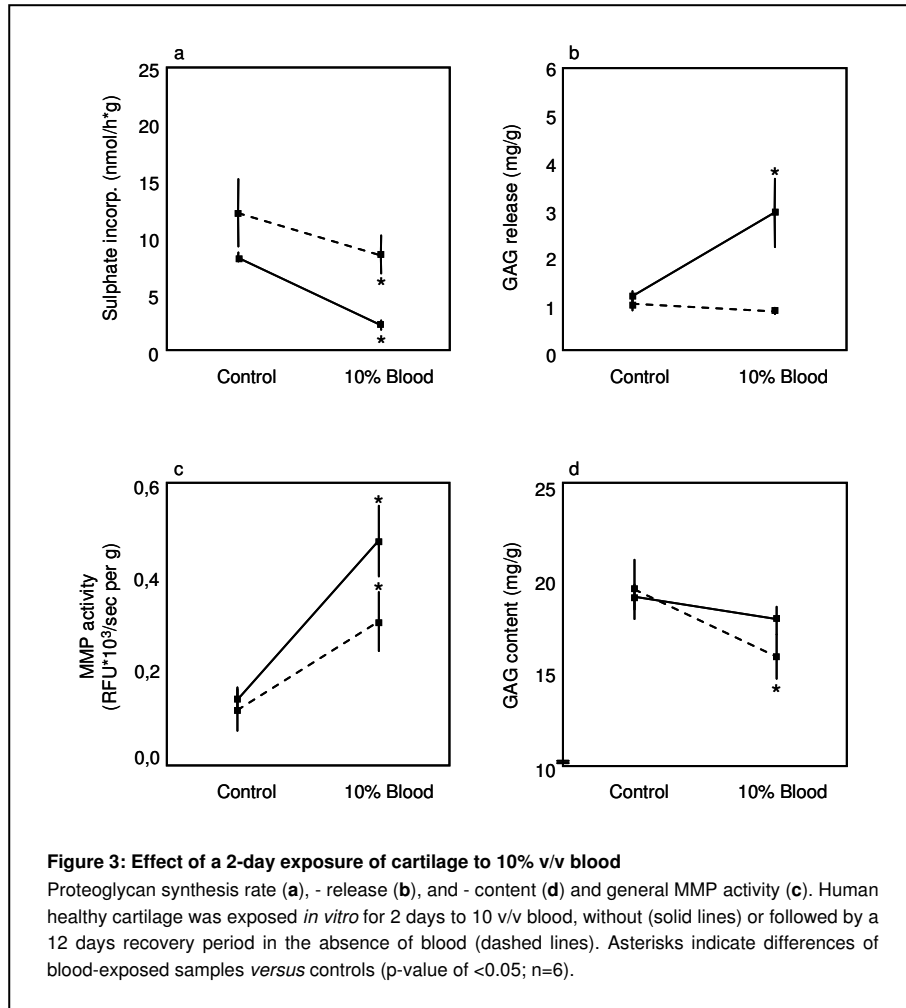 a
25
20
15
10
5
0
Sulphate incorp. (nmol/h*g)
*
*
Control 10% Blood
b
6
5
4
3
2
1
0
GAG release (mg/g)
*
Control 10% Blood
c
0,6
0,4
0,2
0,0
MMP activity
(RFU*10³/sec per g)
*
*
Control 10% Blood
d
25
20
15
10
GAG content (mg/g)
*
Control 10% Blood
Figure 3: Effect of a 2-day exposure of cartilage to 10% v/v blood
Proteoglycan synthesis rate (a), - release (b), and - content (d) and general MMP activity (c). Human
healthy cartilage was exposed in vitro for 2 days to 10 v/v blood, without (solid lines) or followed by a
12 days recovery period in the absence of blood (dashed lines). Asterisks indicate differences of
blood-exposed samples versus controls (p-value of <0.05; n=6).